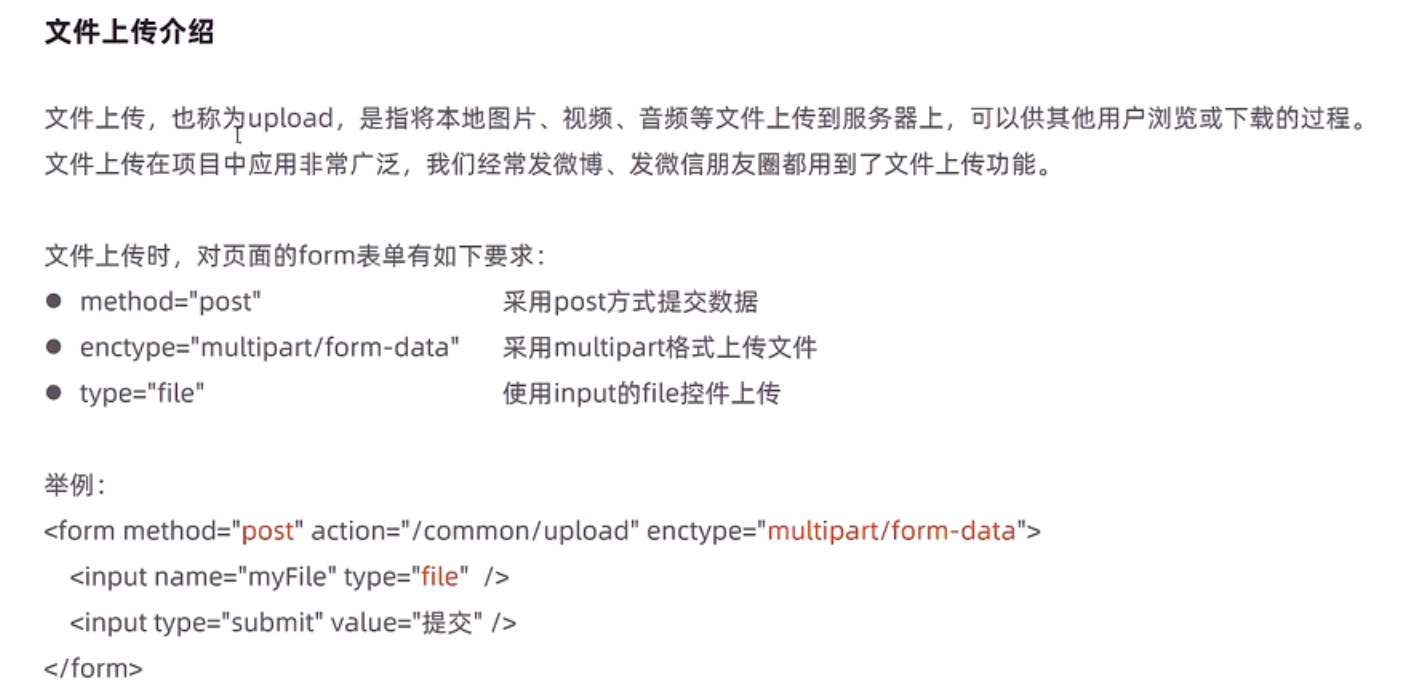 文件上传介绍
文件上传，也称为upload，是指将本地图片、视频、音频等文件上传到服务器上，可以供其他用户浏览或下载的过程。
文件上传在项目中应用非常广泛，我们经常发微博、发微信朋友圈都用到了文件上传功能。
文件上传时，对页面的form表单有如下要求：
● method="post" 采用post方式提交数据
● enctype="multipart/form-data" 采用multipart格式上传文件
● type="file" 使用input的file控件上传
举例：
<form method="post" action="/common/upload" enctype="multipart/form-data">
<input name="myFile" type="file" />
<input type="submit" value="提交" />
</form>